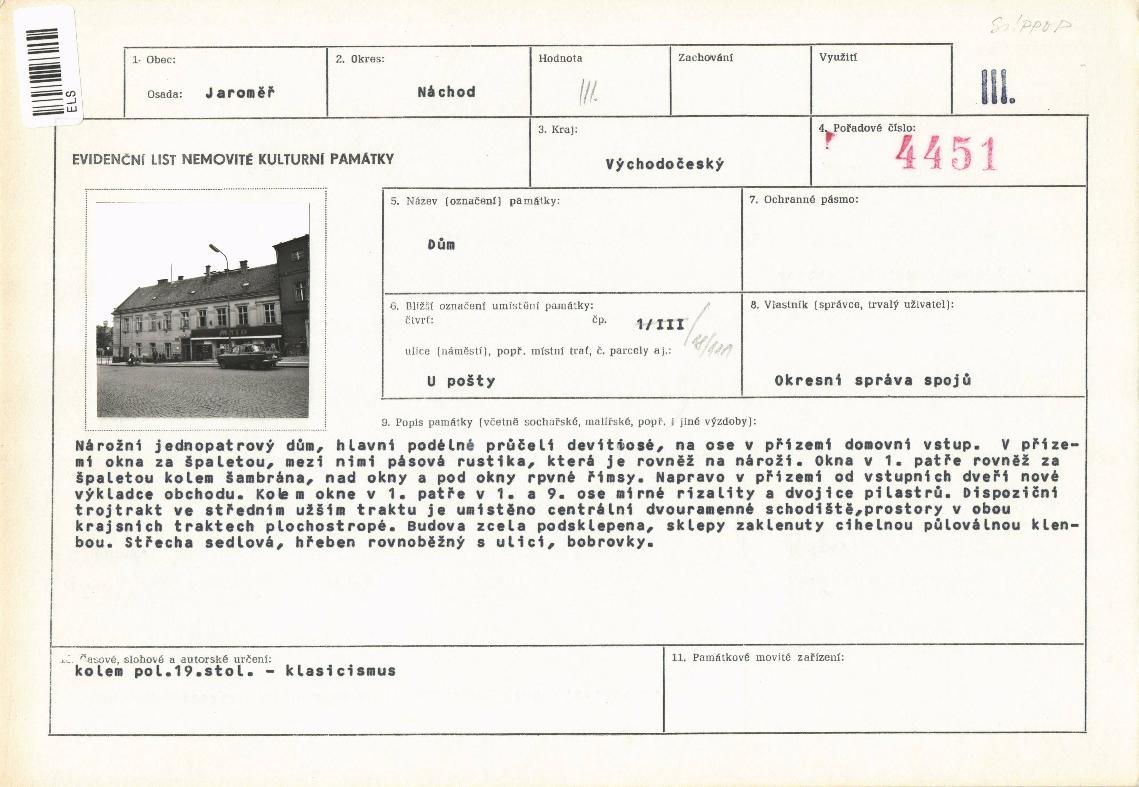 ELS
1. Obec:
Osada: Jaroměř
2. Okres:
Náchod
Hodnota
III.
Zachování
Využití
III.
EVIDENČNÍ LIST NEMOVITÉ KULTURNÍ PAMÁTKY
3. Kraj:
Východočeský
4. Pořadové číslo:
4451
5. Název (označení) památky:
Dům
7. Ochranné pásmo:
6. Bližší označení umístění památky:
čtvrť: čp. 1/III
ulice (náměstí), popř. místní trať, č. parcely aj.:
U pošty
8. Vlastník (správce, trvalý uživatel):
Okresní správa spojů
9. Popis památky (včetně sochařské, malířské, popř. i jiné výzdoby):
Nárožní jednopatrový dům, hlavní podélné průčelí devítiosé, na ose v přízemí domovní vstup. V příze-
mí okna za špaletou, mezi nimi pásová rustika, která je rovněž na nároží. Okna v 1. patře rovněž za
špaletou kolem šambrána, nad okny a pod okny rpvné římsy. Napravo v přízemí od vstupních dveří nové
výkladce obchodu. Kolem okne v 1. patře v 1. a 9. ose mírné rizality a dvojice pilastrů. Dispoziční
trojtrakt ve středním užším traktu je umístěno centrální dvouramenné schodiště,prostory v obou
krajsních traktech plochostropé. Budova zcela podsklepena, sklepy zaklenuty cihelnou půloválnou klen-
bou. Střecha sedlová, hřeben rovnoběžný s ulicí, bobrovky.
10. Časové, slohové a autorské určení:
kolem pol.19.stol. - klasicismus
11. Památkové movité zařízení: